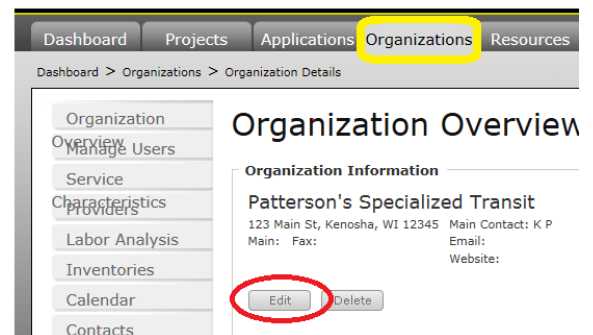 Dashboard Projects Applications Organizations Resources
Dashboard > Organizations > Organization Details
Organization
Overview
Manage Users
Service
Characteristics
Providers
Labor Analysis
Inventories
Calendar
Contacts
Organization Overview
Organization Information
Patterson's Specialized Transit
123 Main St, Kenosha, WI 12345 Main Contact: K P
Main: Fax: Email:
Website:
Edit Delete